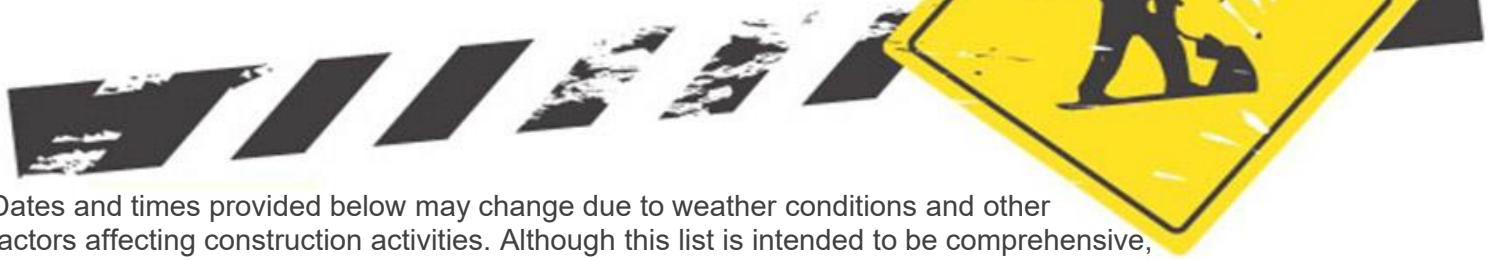 Dates and times provided below may change due to weather conditions and other
actors affecting construction activities. Although this list is intended to be comprehensive,